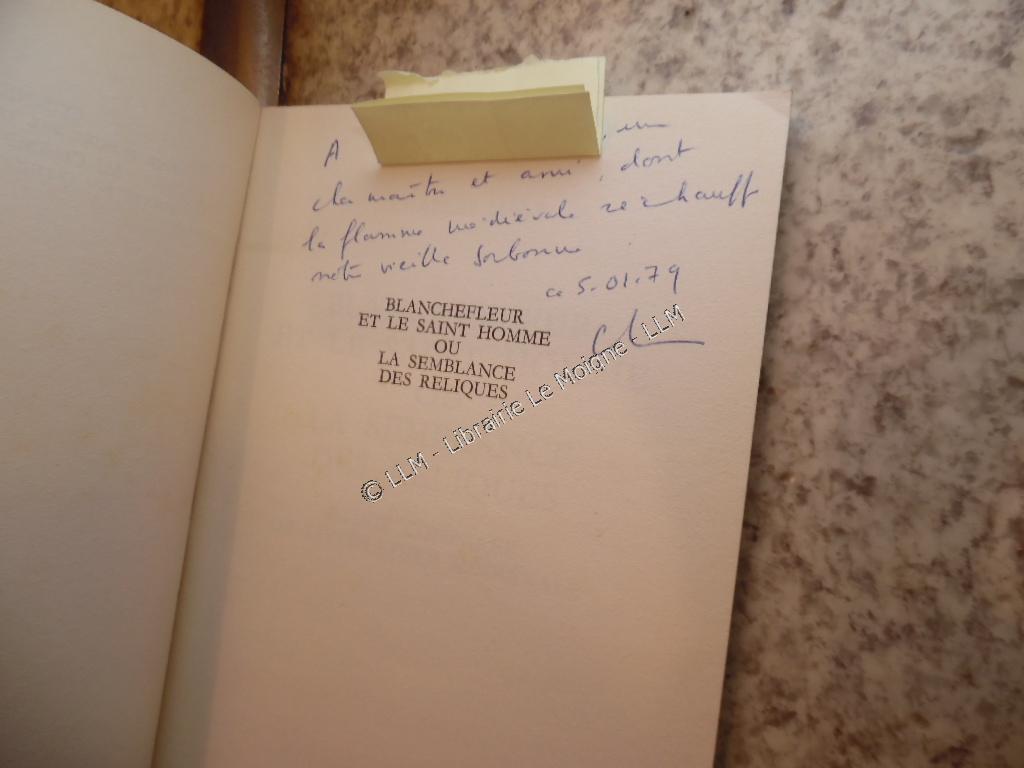 A
un
cher maître et ami, dont
la flamme médiévale réchauffe
notre vieille Sorbonne
ce 5.01.79
BLANCHEFLEUR
ET LE SAINT HOMME
OU
LA SEMBLANCE
DES RELIQUES
© LLM - Librairie Le Moigne - LLM